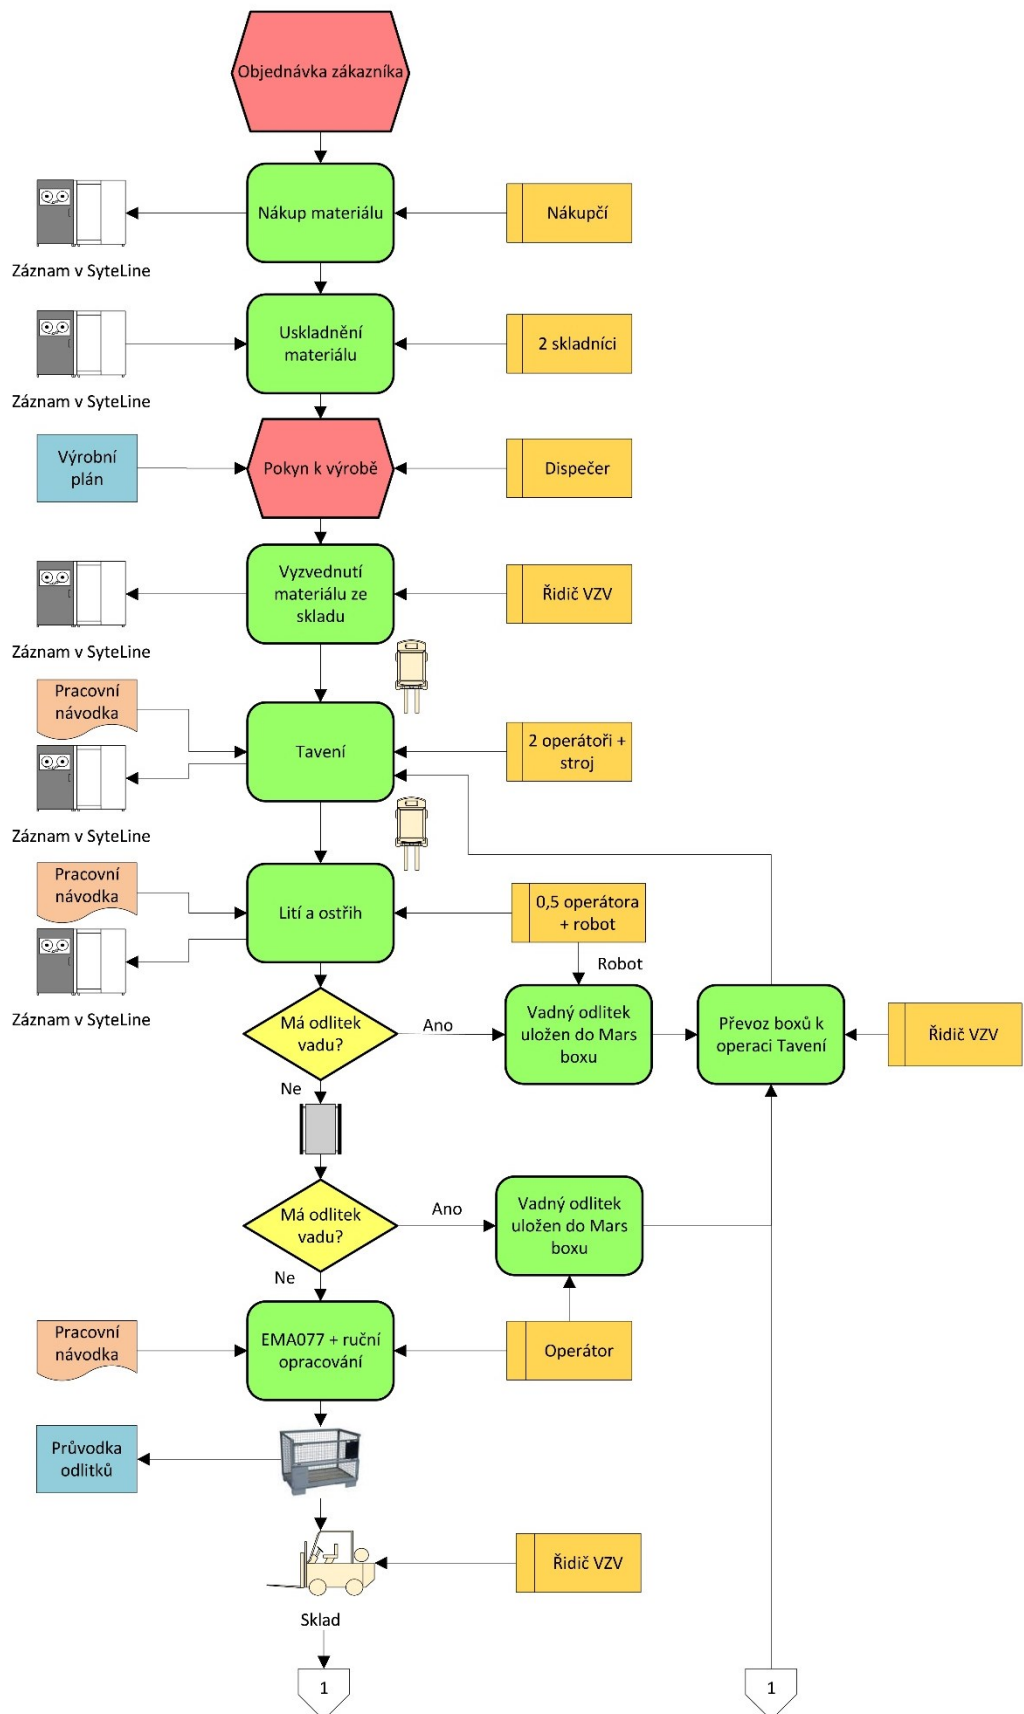 Objednávka zákazníka
Nákup materiálu
Nákupčí
Záznam v SyteLine
Uskladnění
materiálu
2 skladníci
Záznam v SyteLine
Výrobní
plán
Pokyn k výrobě
Dispečer
Vyzvednutí
materiálu ze
skladu
Řidič VZV
Záznam v SyteLine
Pracovní
návodka
Tavení
2 operátoři +
stroj
Záznam v SyteLine
Pracovní
návodka
Lití a ostřih
0,5 operátora
+ robot
Robot
Záznam v SyteLine
Má odlitek
vadu?
Ano
Vadný odlitek
uložen do Mars
boxu
Převoz boxů k
operaci Tavení
Řidič VZV
Ne
Má odlitek
vadu?
Ano
Vadný odlitek
uložen do Mars
boxu
Ne
Pracovní
návodka
EMA077 + ruční
opracování
Operátor
Průvodka
odlitků
Řidič VZV
Sklad
1
1